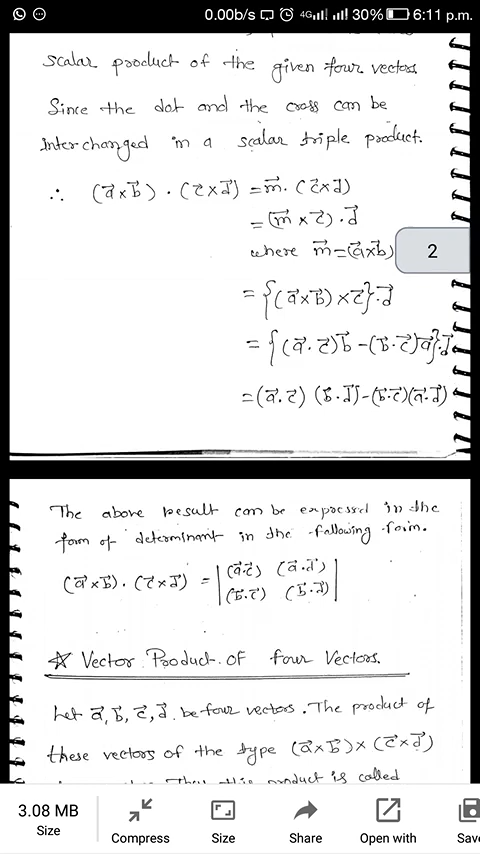 0.00b/s 4G 30% 6:11 p.m.
scalar product of the given four vectors
Since the dot and the cross can be
interchanged in a scalar triple product.
∴ (a⃗×b⃗) · (c⃗×d⃗) = m⃗ · (c⃗×d⃗)
= (m⃗ × c⃗) · d⃗
where m⃗ = (a⃗×b⃗)
2
= {(a⃗×b⃗) × c⃗} · d⃗
= {(a⃗ · c⃗) b⃗ - (b⃗ · c⃗) a⃗} · d⃗
= (a⃗ · c⃗) (b⃗ · d⃗) - (b⃗ · c⃗) (a⃗ · d⃗)
The above result can be expressed in the
form of determinant in the following form.
(a⃗×b⃗) · (c⃗×d⃗) = | (a⃗·c⃗) (a⃗·d⃗) |
| (b⃗·c⃗) (b⃗·d⃗) |
☆ Vector Product of four Vectors.
Let a⃗, b⃗, c⃗, d⃗ be four vectors. The product of
these vectors of the type (a⃗×b⃗) × (c⃗×d⃗)
product is called
3.08 MB
Size Compress Size Share Open with Save